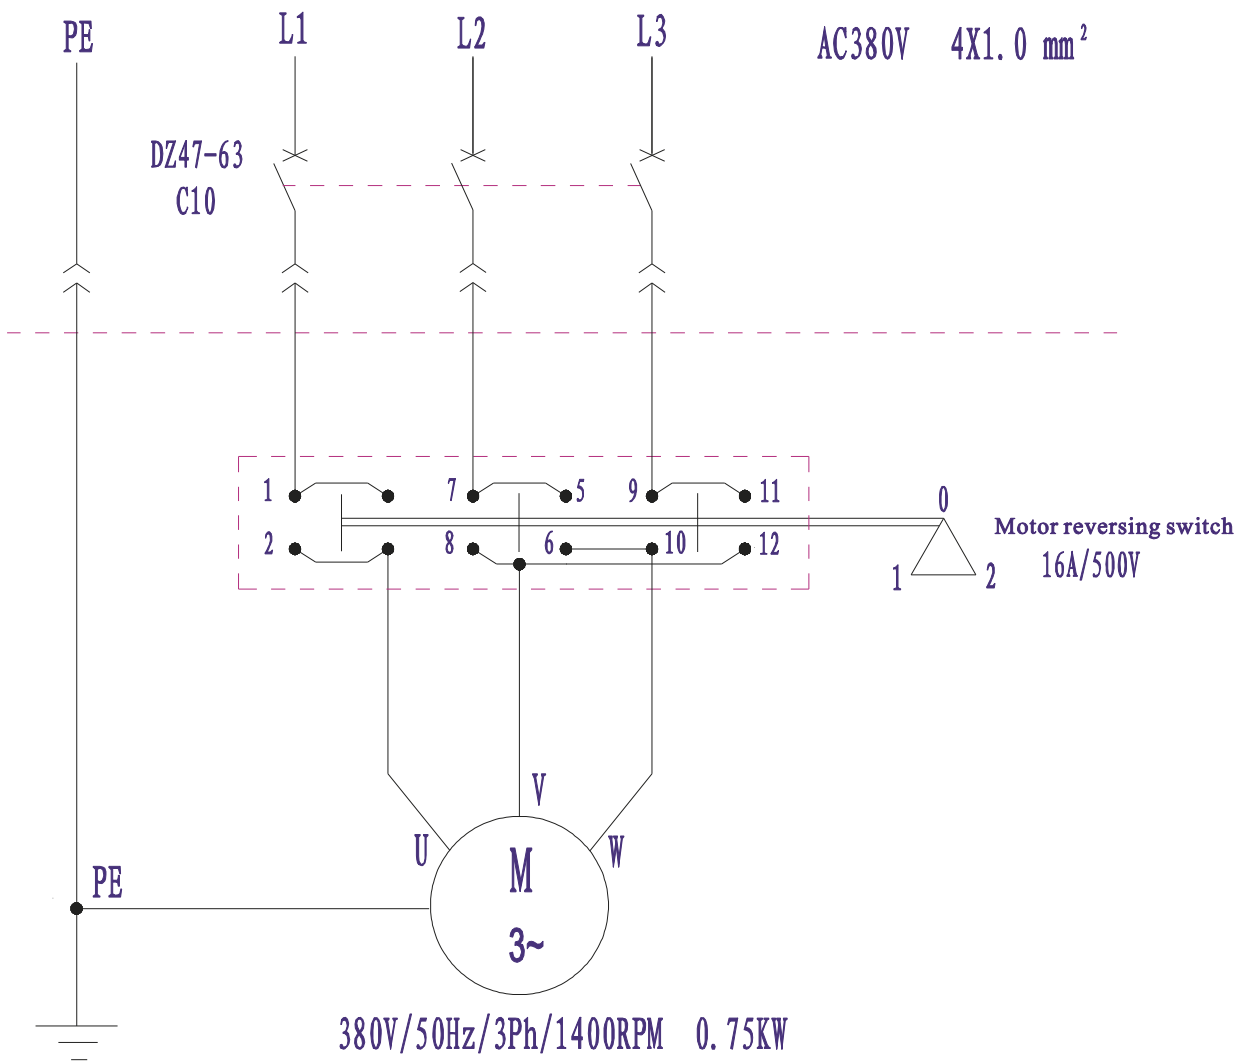 PE L1 L2 L3 AC380V 4X1.0 mm²
DZ47-63
C10
1 7 5 9 11
0
Motor reversing switch
2 8 6 10 12
16A/500V
1 2
V
U W
M
PE
3~
380V/50Hz/3Ph/1400RPM 0.75KW